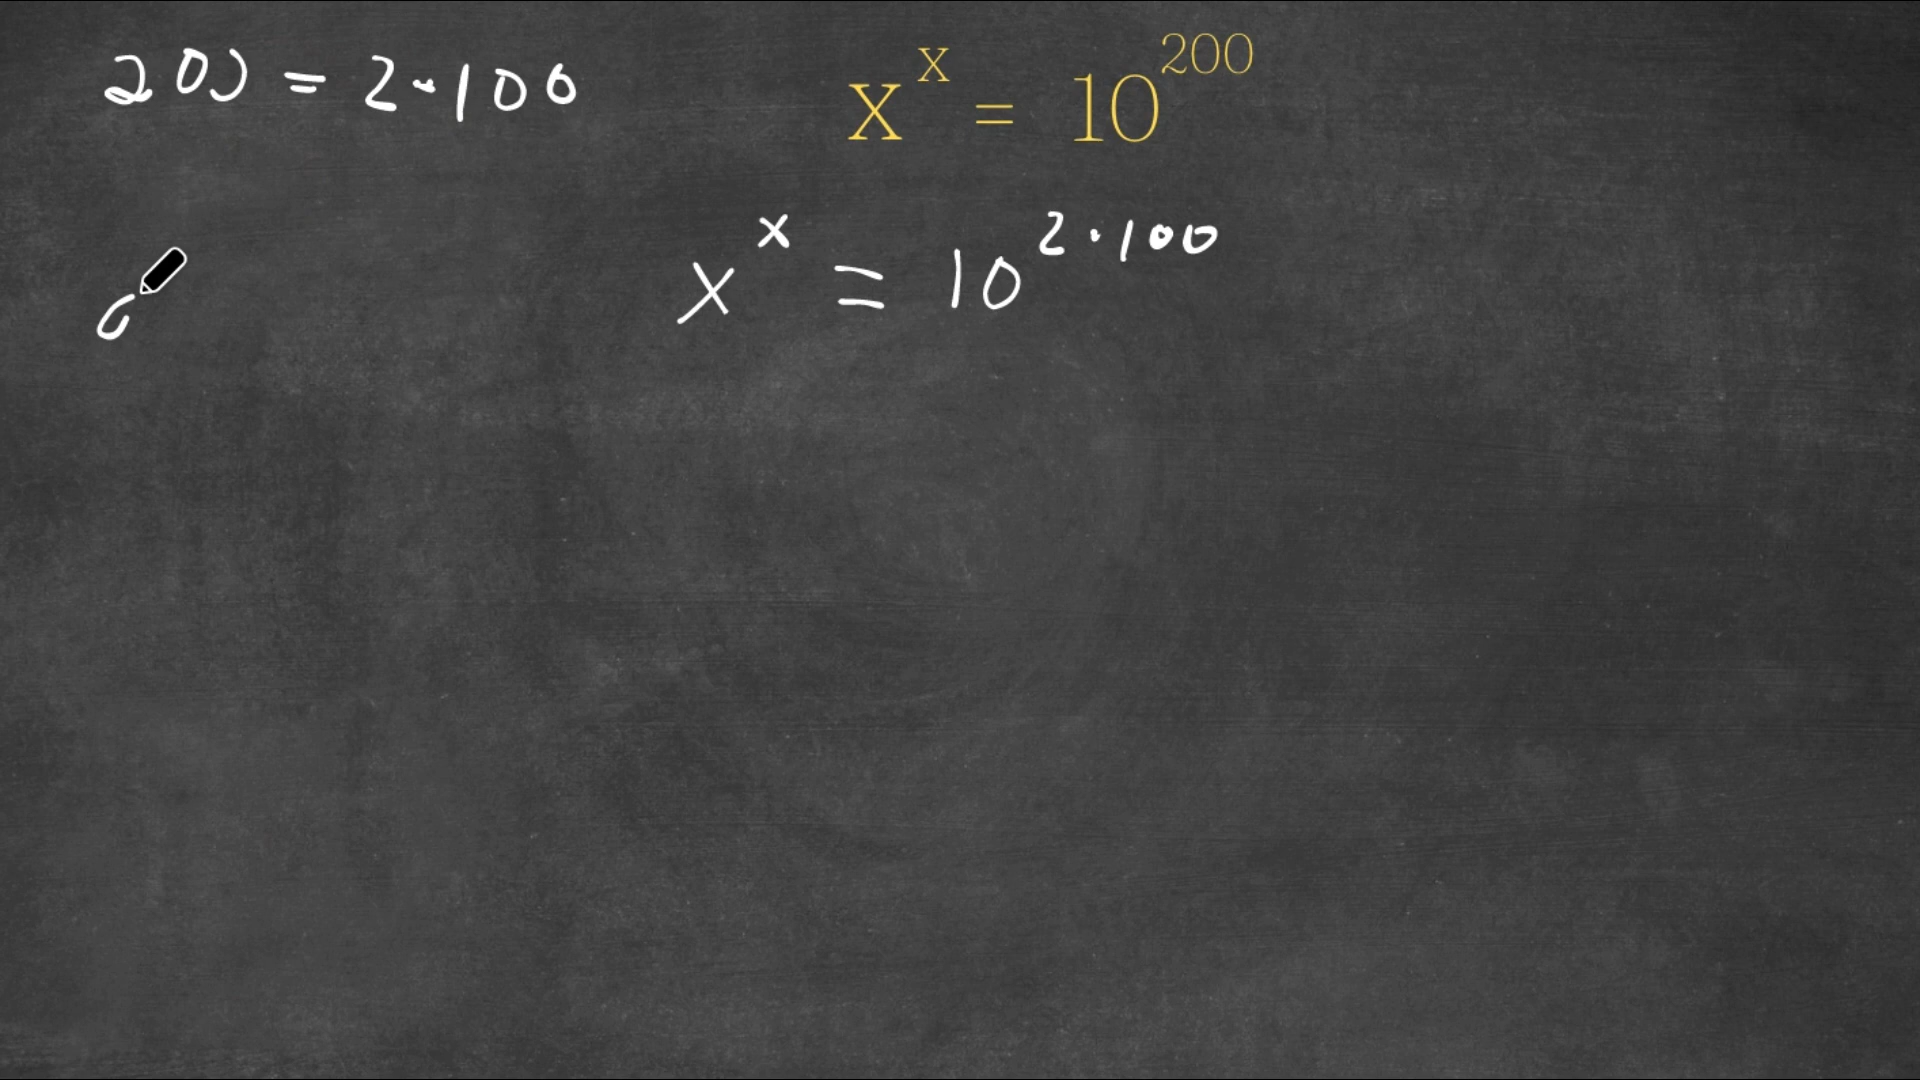 200 = 2·100
x^x = 10^200
x^x = 10^2·100